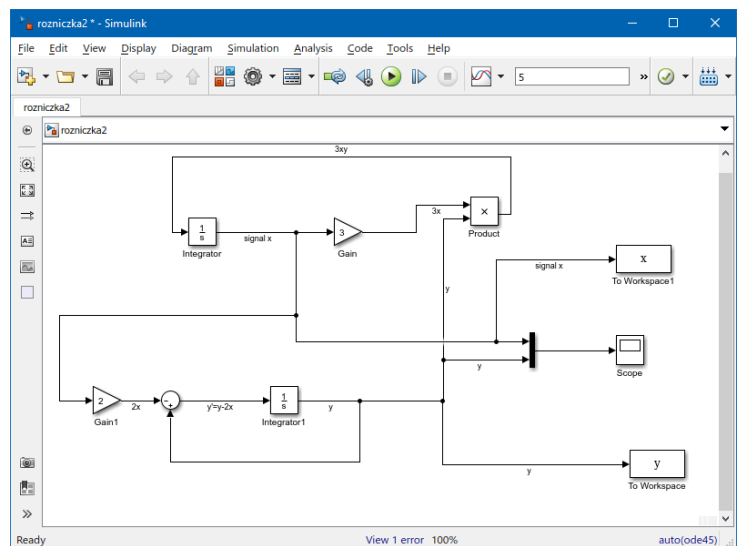 rozniczka2 * - Simulink
File Edit View Display Diagram Simulation Analysis Code Tools Help
5
»
rozniczka2
rozniczka2
3xy
3x
×
Product
1
s
Integrator
signal x
3
Gain
signal x
x
To Workspace1
y
y
Scope
2
Gain1
2x
-
+
y'=y-2x
1
s
Integrator1
y
y
y
To Workspace
»
Ready View 1 error 100% auto(ode45)